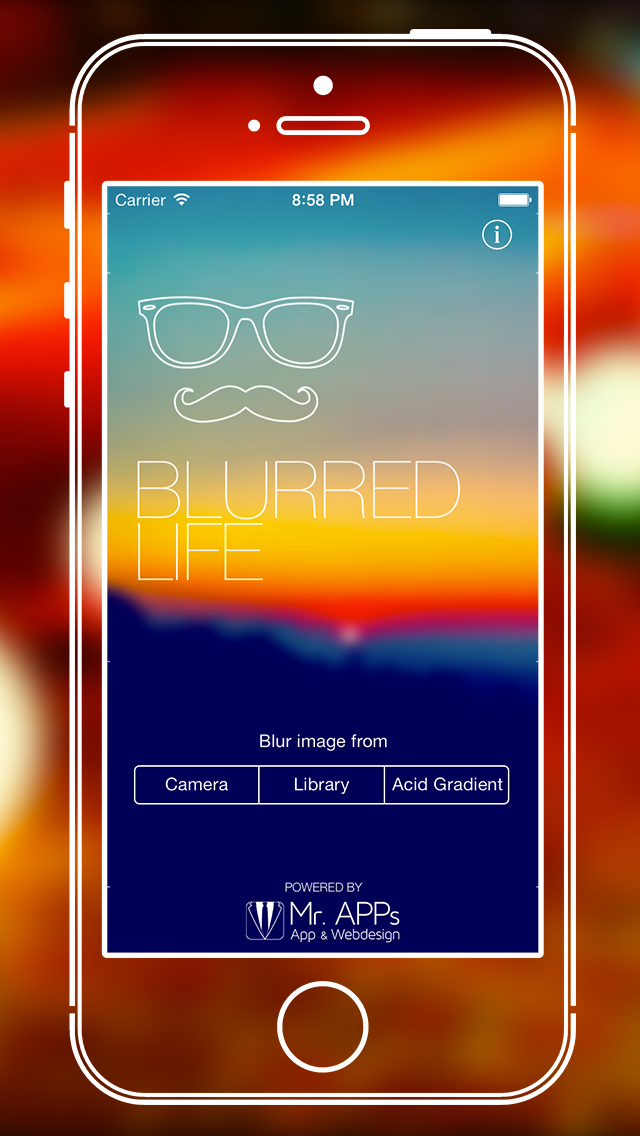 Carrier 8:58 PM
i
BLURRED
LIFE
Blur image from
Camera Library Acid Gradient
POWERED BY
Mr. APPs
App & Webdesign